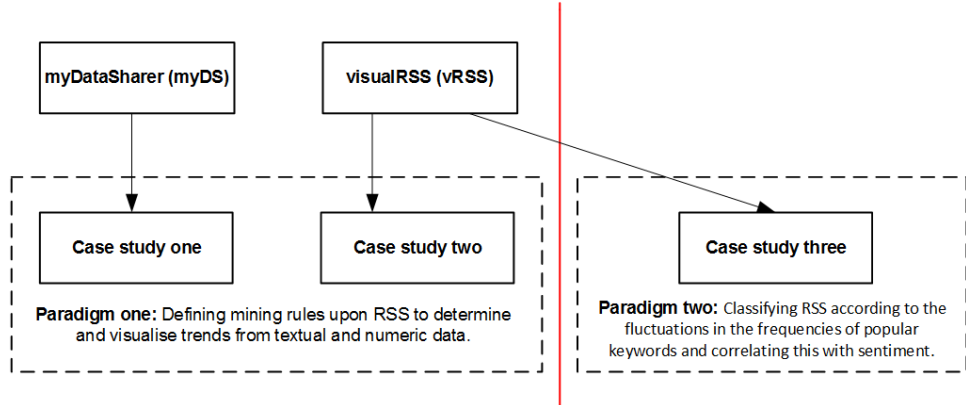 myDataSharer (myDS)
visualRSS (vRSS)
Case study one
Case study two
Case study three
Paradigm one: Defining mining rules upon RSS to determine
and visualise trends from textual and numeric data.
Paradigm two: Classifying RSS according to the
fluctuations in the frequencies of popular
keywords and correlating this with sentiment.